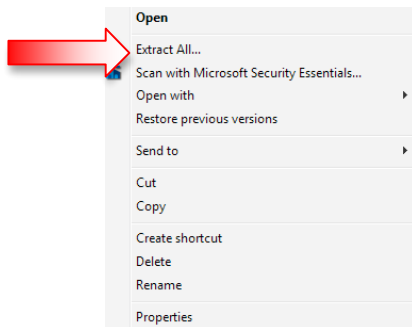 Open
Extract All...
Scan with Microsoft Security Essentials...
Open with
Restore previous versions
Send to
Cut
Copy
Create shortcut
Delete
Rename
Properties